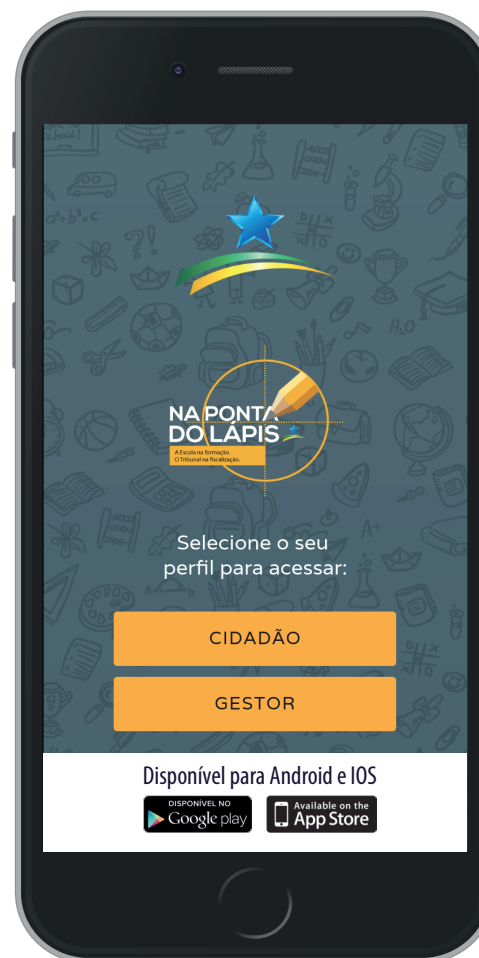 NA PONTA
DO LÁPIS
A Escola na formação.
O Tribunal na fiscalização.
Selecione o seu
perfil para acessar:
CIDADÃO
GESTOR
Disponível para Android e IOS
DISPONÍVEL NO
Google play
Available on the
App Store